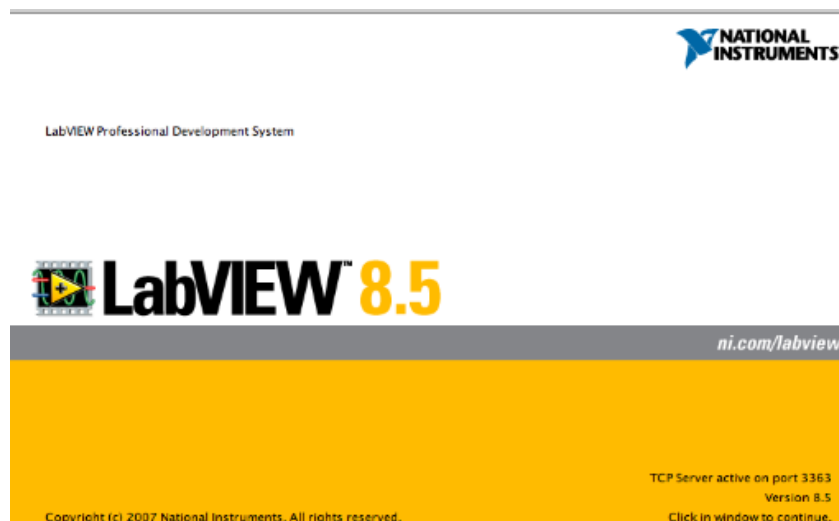 NATIONAL
INSTRUMENTS
LabVIEW Professional Development System
LabVIEW™ 8.5
ni.com/labview
TCP Server active on port 3363
Version 8.5
Copyright (c) 2007 National Instruments. All rights reserved.
Click in window to continue.